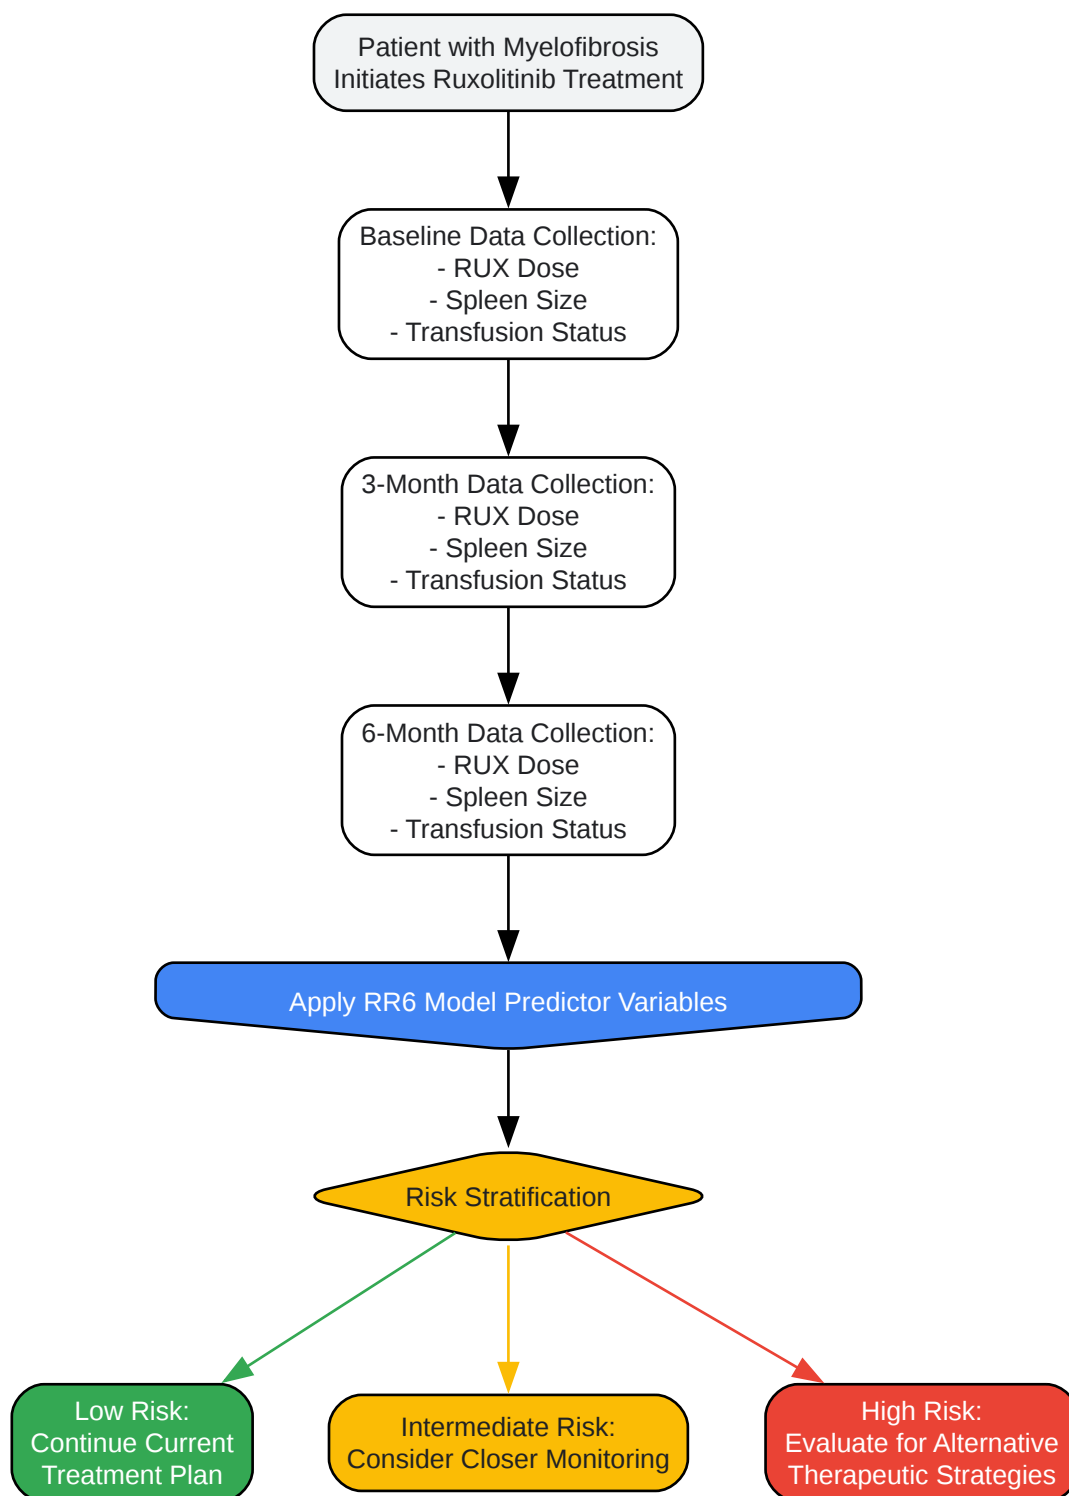 Patient with Myelofibrosis
Initiates Ruxolitinib Treatment
Baseline Data Collection:
- RUX Dose
- Spleen Size
- Transfusion Status
3-Month Data Collection:
- RUX Dose
- Spleen Size
- Transfusion Status
6-Month Data Collection:
- RUX Dose
- Spleen Size
- Transfusion Status
Apply RR6 Model Predictor Variables
Risk Stratification
Low Risk:
Continue Current
Treatment Plan
Intermediate Risk:
Consider Closer Monitoring
High Risk:
Evaluate for Alternative
Therapeutic Strategies